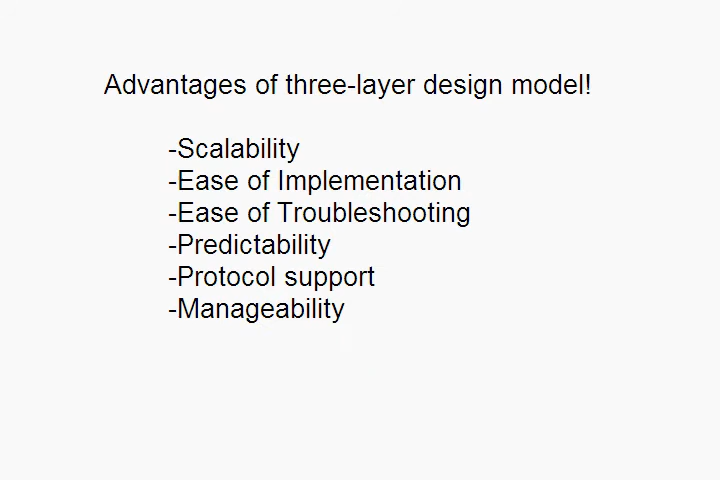 Advantages of three-layer design model!
-Scalability
-Ease of Implementation
-Ease of Troubleshooting
-Predictability
-Protocol support
-Manageability